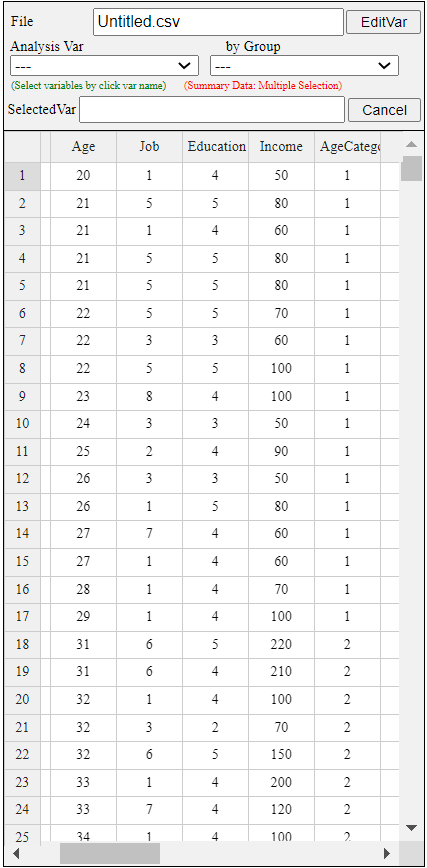 File Untitled.csv EditVar
Analysis Var by Group
--- ---
(Select variables by click var name) (Summary Data: Multiple Selection)
SelectedVar Cancel
Age Job Education Income AgeCatego
1 20 1 4 50 1
2 21 5 5 80 1
3 21 1 4 60 1
4 21 5 5 80 1
5 21 5 5 80 1
6 22 5 5 70 1
7 22 3 3 60 1
8 22 5 5 100 1
9 23 8 4 100 1
10 24 3 3 50 1
11 25 2 4 90 1
12 26 3 3 50 1
13 26 1 5 80 1
14 27 7 4 60 1
15 27 1 4 60 1
16 28 1 4 70 1
17 29 1 4 100 1
18 31 6 5 220 2
19 31 6 4 210 2
20 32 1 4 100 2
21 32 3 2 70 2
22 32 6 5 150 2
23 33 1 4 200 2
24 33 7 4 120 2
25 34 1 4 100 2